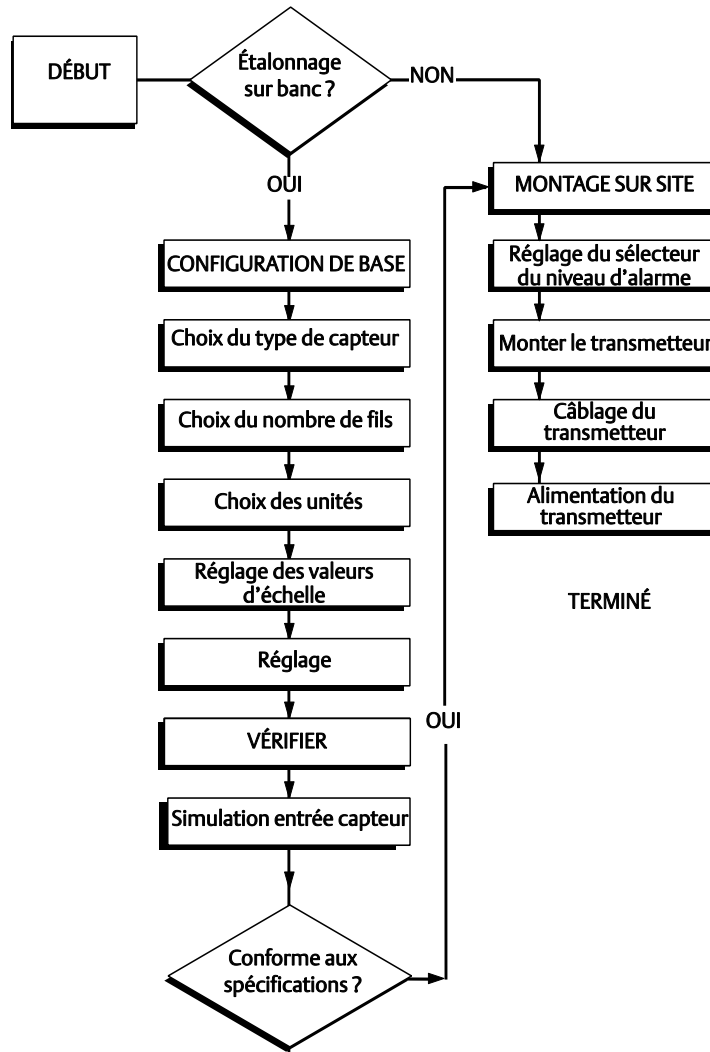 DÉBUT
Étalonnage
sur banc ?
NON
OUI
CONFIGURATION DE BASE
Choix du type de capteur
Choix du nombre de fils
Choix des unités
Réglage des valeurs
d'échelle
Réglage
VÉRIFIER
Simulation entrée capteur
Conforme aux
spécifications ?
OUI
MONTAGE SUR SITE
Réglage du sélecteur
du niveau d'alarme
Monter le transmetteur
Câblage du
transmetteur
Alimentation du
transmetteur
TERMINÉ